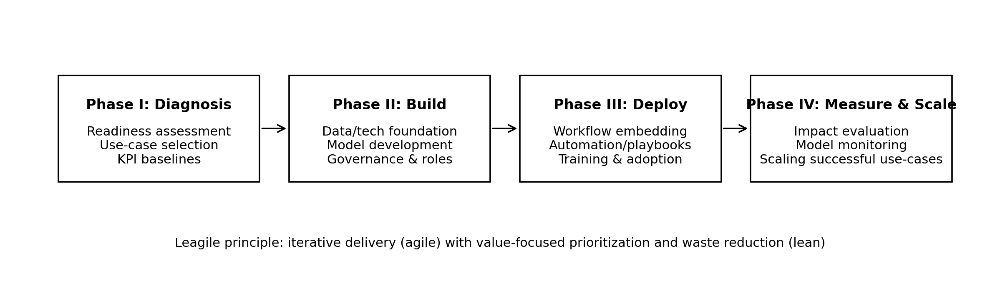 Phase I: Diagnosis
Readiness assessment
Use-case selection
KPI baselines
Phase II: Build
Data/tech foundation
Model development
Governance & roles
Phase III: Deploy
Workflow embedding
Automation/playbooks
Training & adoption
Phase IV: Measure & Scale
Impact evaluation
Model monitoring
Scaling successful use-cases
Leagile principle: iterative delivery (agile) with value-focused prioritization and waste reduction (lean)